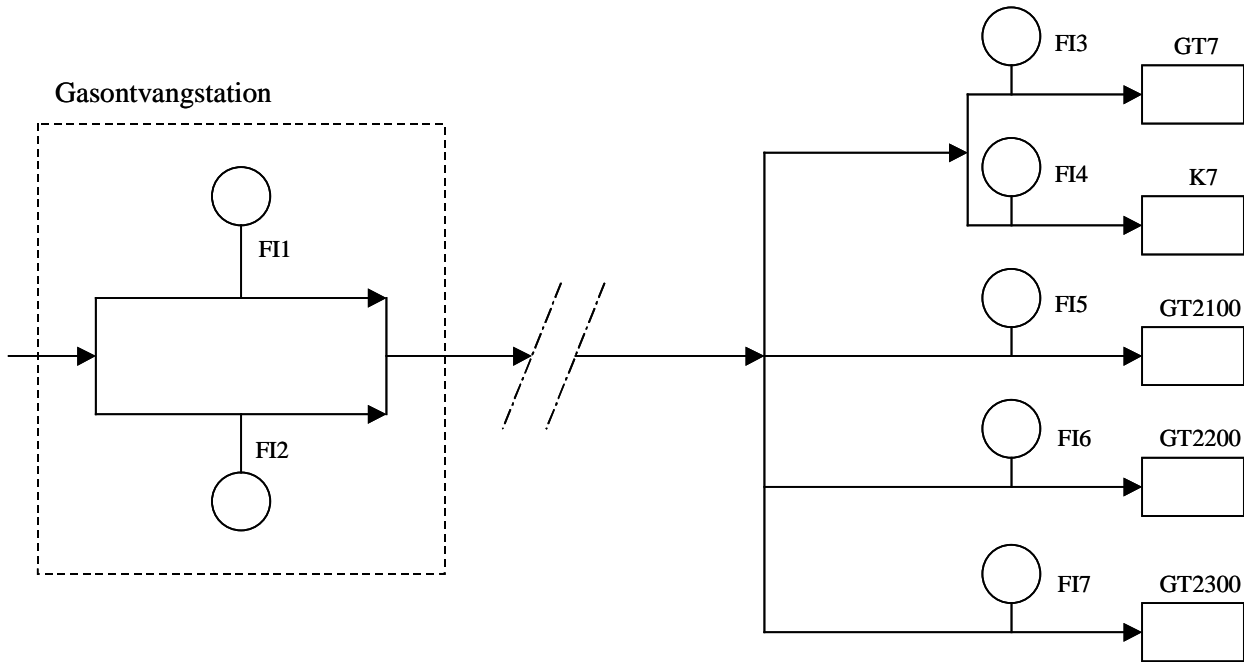 Gasontvangstation
FI1
FI2
FI3
GT7
FI4
K7
FI5
GT2100
FI6
GT2200
FI7
GT2300